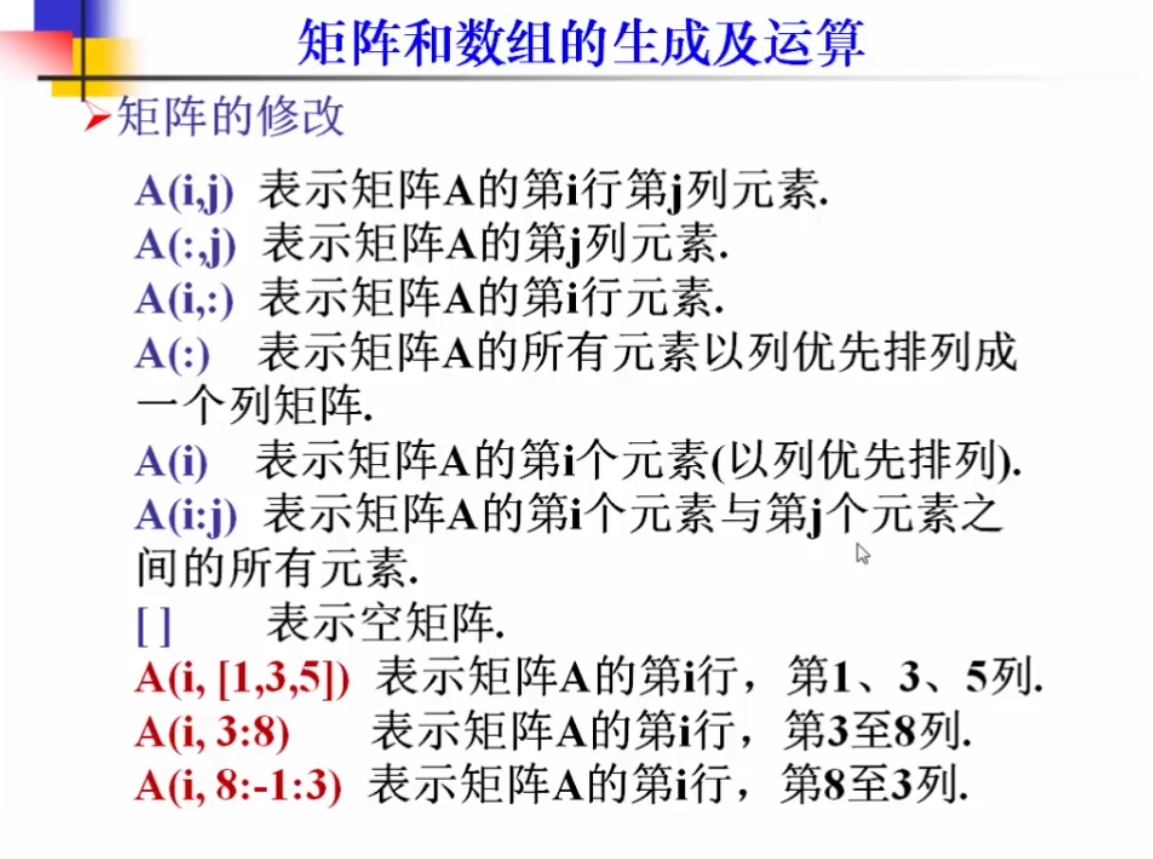 矩阵和数组的生成及运算
矩阵的修改
A(i,j) 表示矩阵A的第i行第j列元素.
A(:,j) 表示矩阵A的第j列元素.
A(i,:) 表示矩阵A的第i行元素.
A(:) 表示矩阵A的所有元素以列优先排列成
一个列矩阵.
A(i) 表示矩阵A的第i个元素(以列优先排列).
A(i:j) 表示矩阵A的第i个元素与第j个元素之
间的所有元素.
[ ] 表示空矩阵.
A(i, [1,3,5]) 表示矩阵A的第i行，第1、3、5列.
A(i, 3:8) 表示矩阵A的第i行，第3至8列.
A(i, 8:-1:3) 表示矩阵A的第i行，第8至3列.